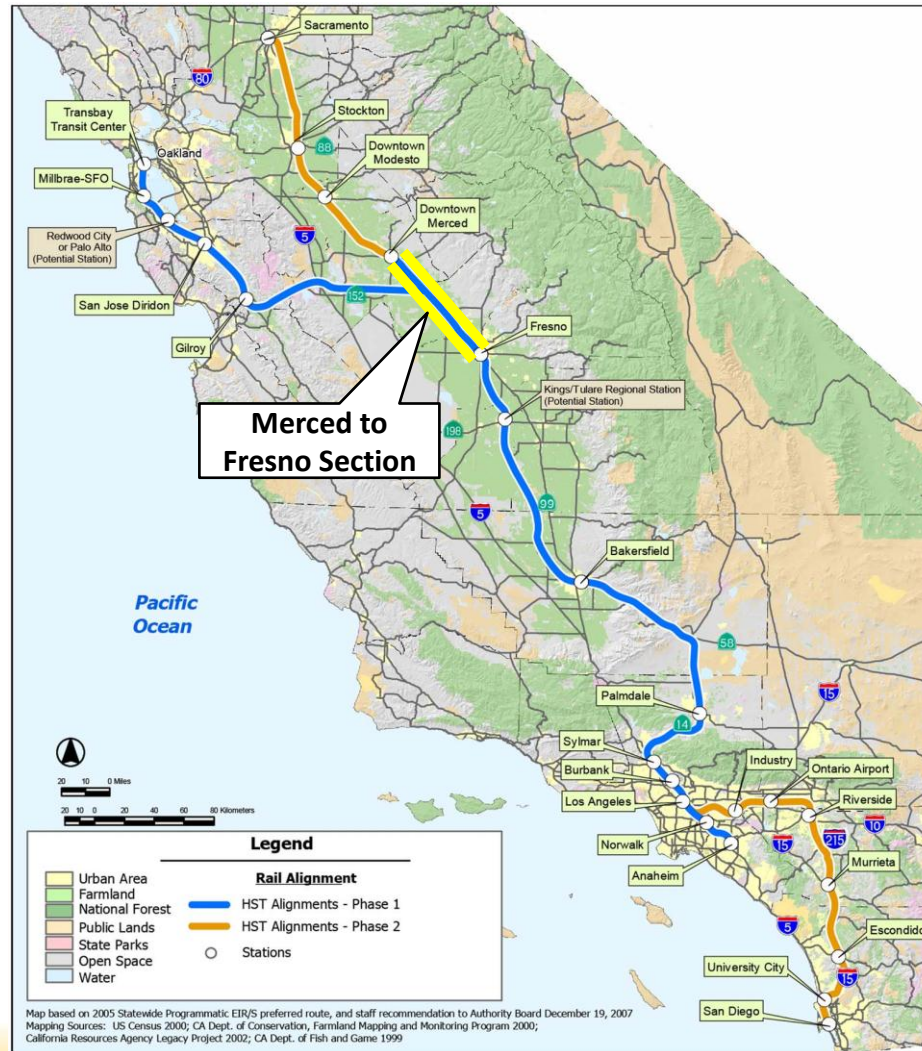 Sacramento
80
Transbay
Transit Center
Stockton
Oakland
88
Downtown
Modesto
Millbrae-SFO
Downtown
Merced
Redwood City
or Palo Alto
(Potential Station)
5
San Jose Diridon
152
Gilroy
Fresno
Merced to
Fresno Section
Kings/Tulare Regional Station
(Potential Station)
198
5
99
Bakersfield
Pacific
Ocean
58
Palmdale
15
14
Sylmar
Industry
Ontario Airport
Burbank
Los Angeles
Riverside
10
Norwalk
15
215
Anaheim
Murrieta
5
Escondido
University City
15
San Diego
20 10 0 Miles
20 10 0 20 40 60 80 Kilometers
Legend
Urban Area
Farmland
National Forest
Public Lands
State Parks
Open Space
Water
Rail Alignment
HST Alignments - Phase 1
HST Alignments - Phase 2
Stations
Map based on 2005 Statewide Programmatic EIR/S preferred route, and staff recommendation to Authority Board December 19, 2007
Mapping Sources: US Census 2000; CA Dept. of Conservation, Farmland Mapping and Monitoring Program 2000;
California Resources Agency Legacy Project 2002; CA Dept. of Fish and Game 1999